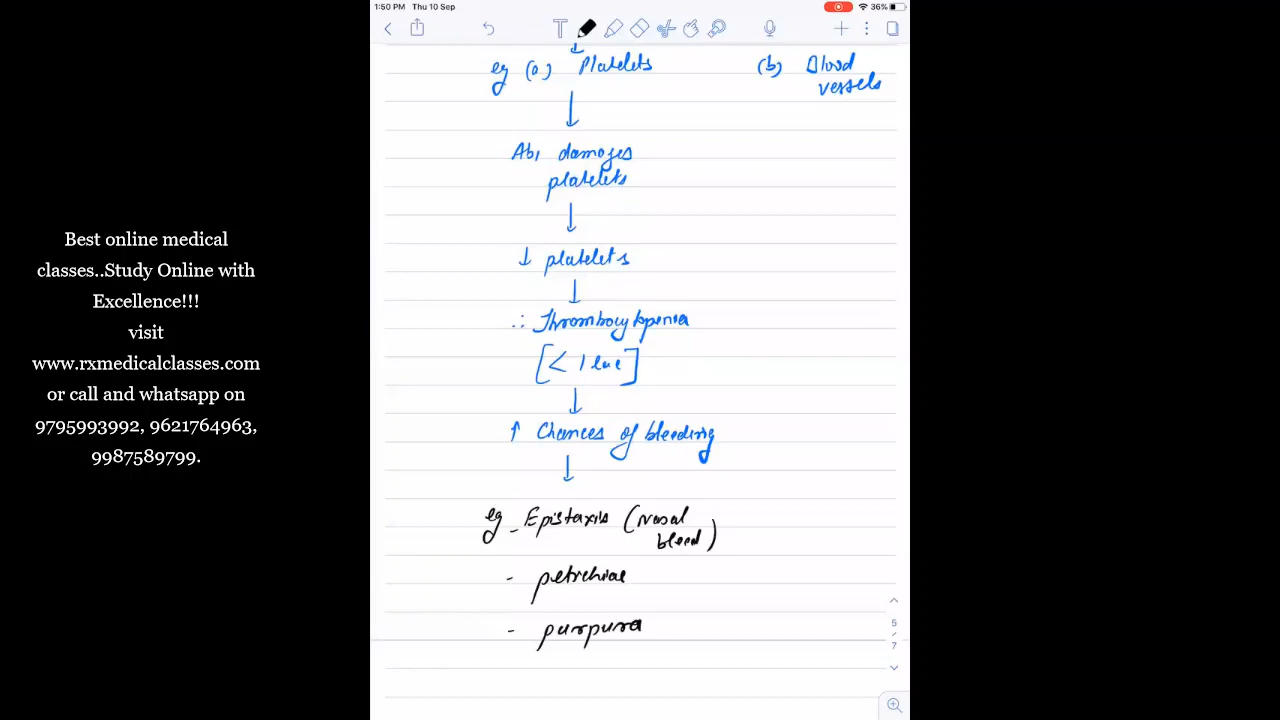 1:50 PM Thu 10 Sep
36%
T
eg (a) Platelets
(b) Blood
vessels
Ab, damages
platelets
↓ platelets
∴ Thrombocytopenia
[< 1 lac]
↑ Chances of bleeding
eg - Epistaxis (Nasal
bleed)
- petechiae
- purpura
5
/
7
Best online medical
classes..Study Online with
Excellence!!!
visit
www.rxmedicalclasses.com
or call and whatsapp on
9795993992, 9621764963,
9987589799.